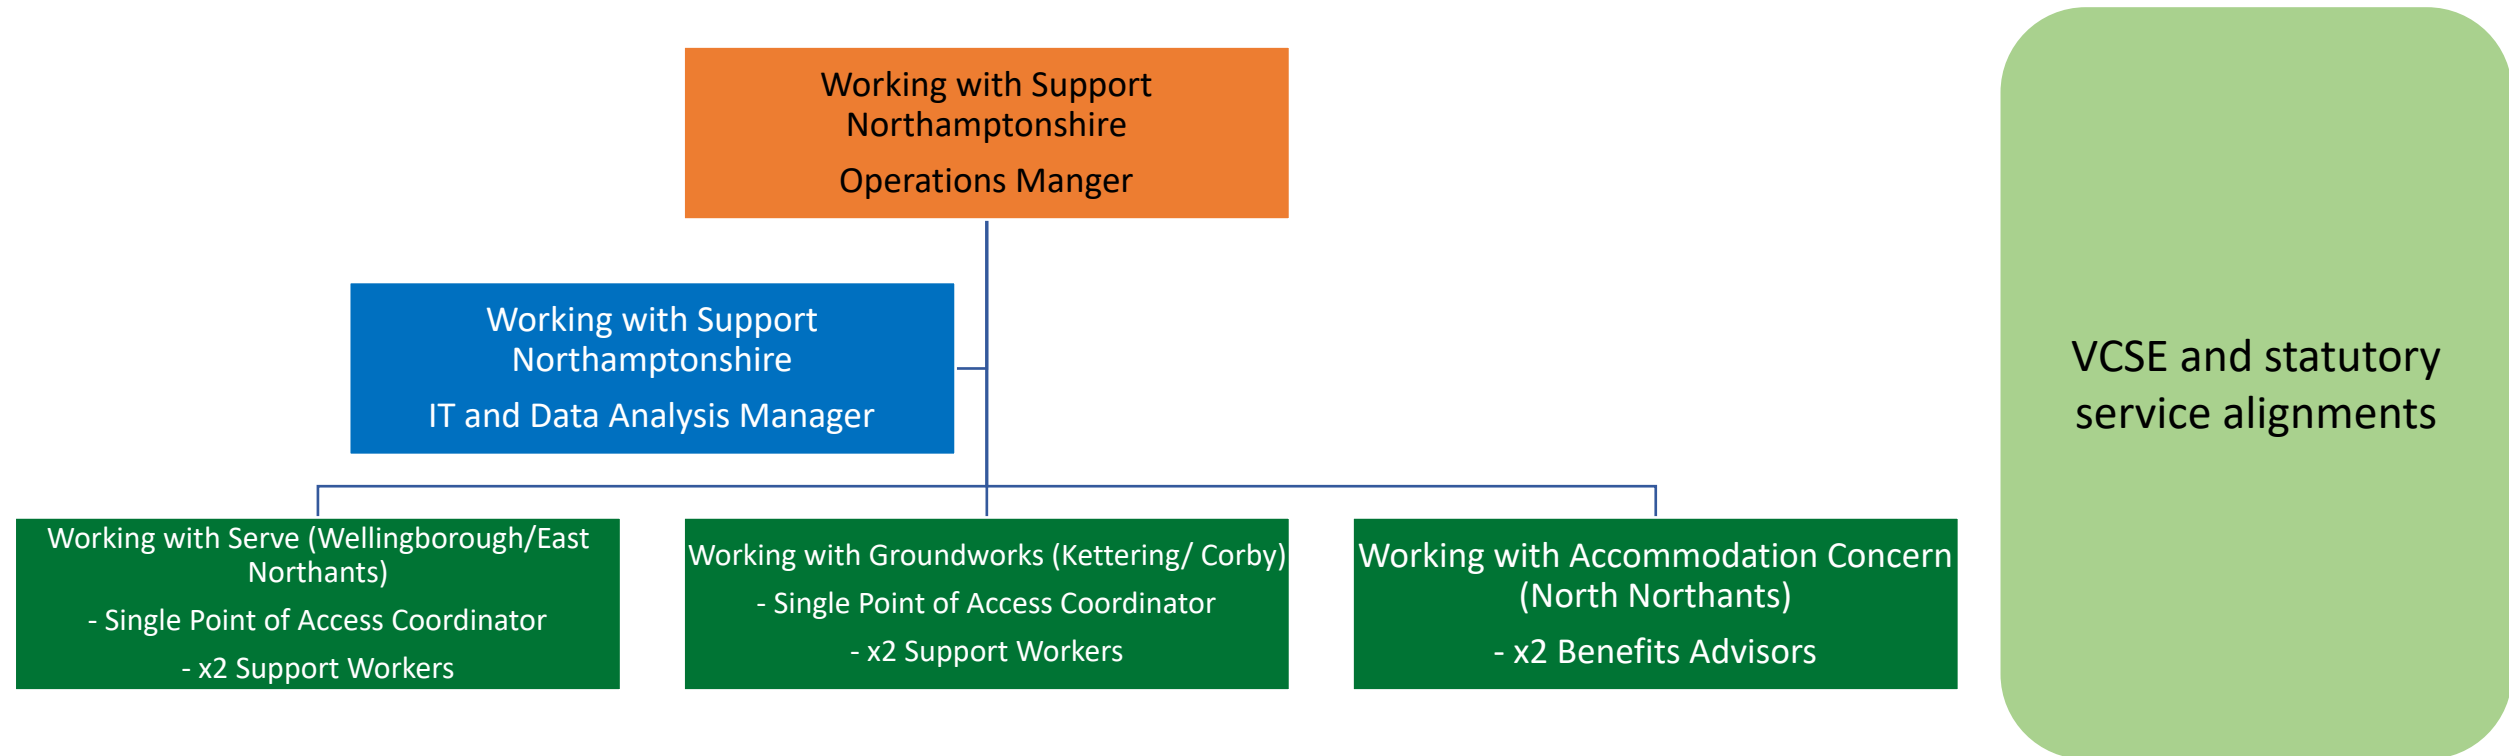 Working with Support
Northamptonshire
Operations Manger
Working with Support
Northamptonshire
IT and Data Analysis Manager
Working with Serve (Wellingborough/East
Northants)
- Single Point of Access Coordinator
- x2 Support Workers
Working with Groundworks (Kettering/ Corby)
- Single Point of Access Coordinator
- x2 Support Workers
Working with Accommodation Concern
(North Northants)
- x2 Benefits Advisors
VCSE and statutory
service alignments